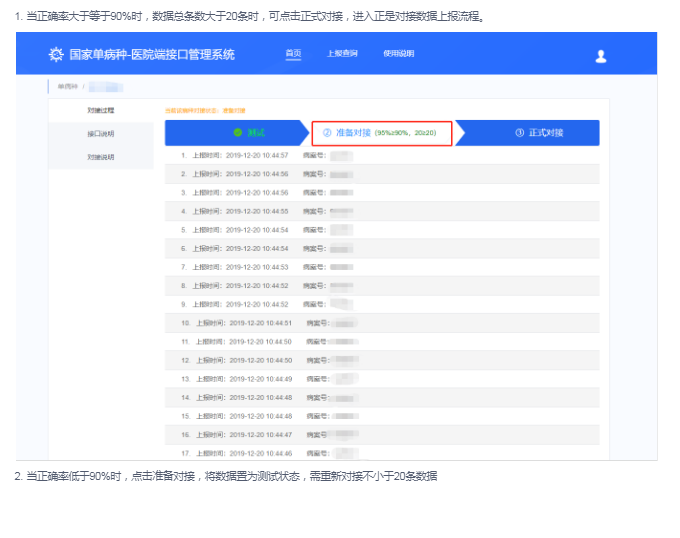 1. 当正确率大于等于90%时，数据总条数大于20条时，可点击正式对接，进入正是对接数据上报流程。
国家单病种-医院端接口管理系统 首页 上报查询 使用说明
单病种 /
对接过程
接口说明
对接说明
当前该病种对接状态：准备对接
测试 ② 准备对接 (95%≥90%，20≥20) ③ 正式对接
1. 上报时间：2019-12-20 10:44:57 病案号：
2. 上报时间：2019-12-20 10:44:56 病案号：
3. 上报时间：2019-12-20 10:44:56 病案号：
4. 上报时间：2019-12-20 10:44:55 病案号：
5. 上报时间：2019-12-20 10:44:54 病案号：
6. 上报时间：2019-12-20 10:44:54 病案号：
7. 上报时间：2019-12-20 10:44:53 病案号：
8. 上报时间：2019-12-20 10:44:52 病案号：
9. 上报时间：2019-12-20 10:44:52 病案号：
10. 上报时间：2019-12-20 10:44:51 病案号：
11. 上报时间：2019-12-20 10:44:50 病案号：
12. 上报时间：2019-12-20 10:44:50 病案号：
13. 上报时间：2019-12-20 10:44:49 病案号：
14. 上报时间：2019-12-20 10:44:48 病案号：
15. 上报时间：2019-12-20 10:44:48 病案号：
16. 上报时间：2019-12-20 10:44:47 病案号：
17. 上报时间：2019-12-20 10:44:46 病案号：
2. 当正确率低于90%时，点击准备对接，将数据置为测试状态，需重新对接不小于20条数据